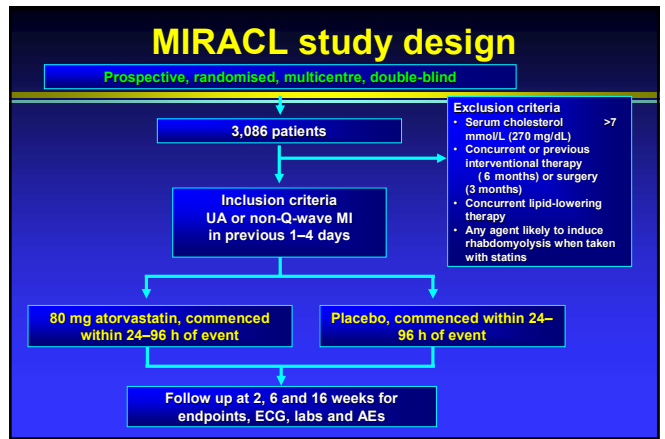 MIRACL study design
Prospective, randomised, multicentre, double-blind
3,086 patients
Exclusion criteria
• Serum cholesterol >7
mmol/L (270 mg/dL)
• Concurrent or previous
interventional therapy
( 6 months) or surgery
(3 months)
• Concurrent lipid-lowering
therapy
• Any agent likely to induce
rhabdomyolysis when taken
with statins
Inclusion criteria
UA or non-Q-wave MI
in previous 1–4 days
80 mg atorvastatin, commenced
within 24–96 h of event
Placebo, commenced within 24–
96 h of event
Follow up at 2, 6 and 16 weeks for
endpoints, ECG, labs and AEs